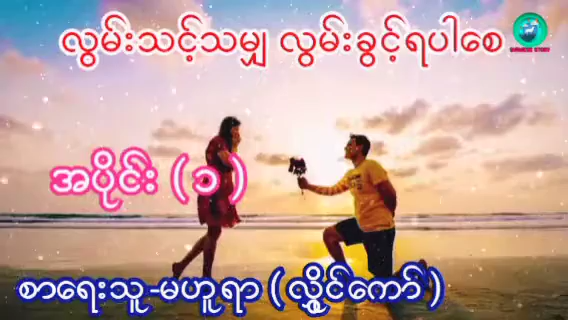 လွမ်းသင့်သမျှ လွမ်းခွင့်ရပါစေ
အပိုင်း ( ၁ )
စာရေးသူ-မဟူရာ ( လှိုင်ကော် )